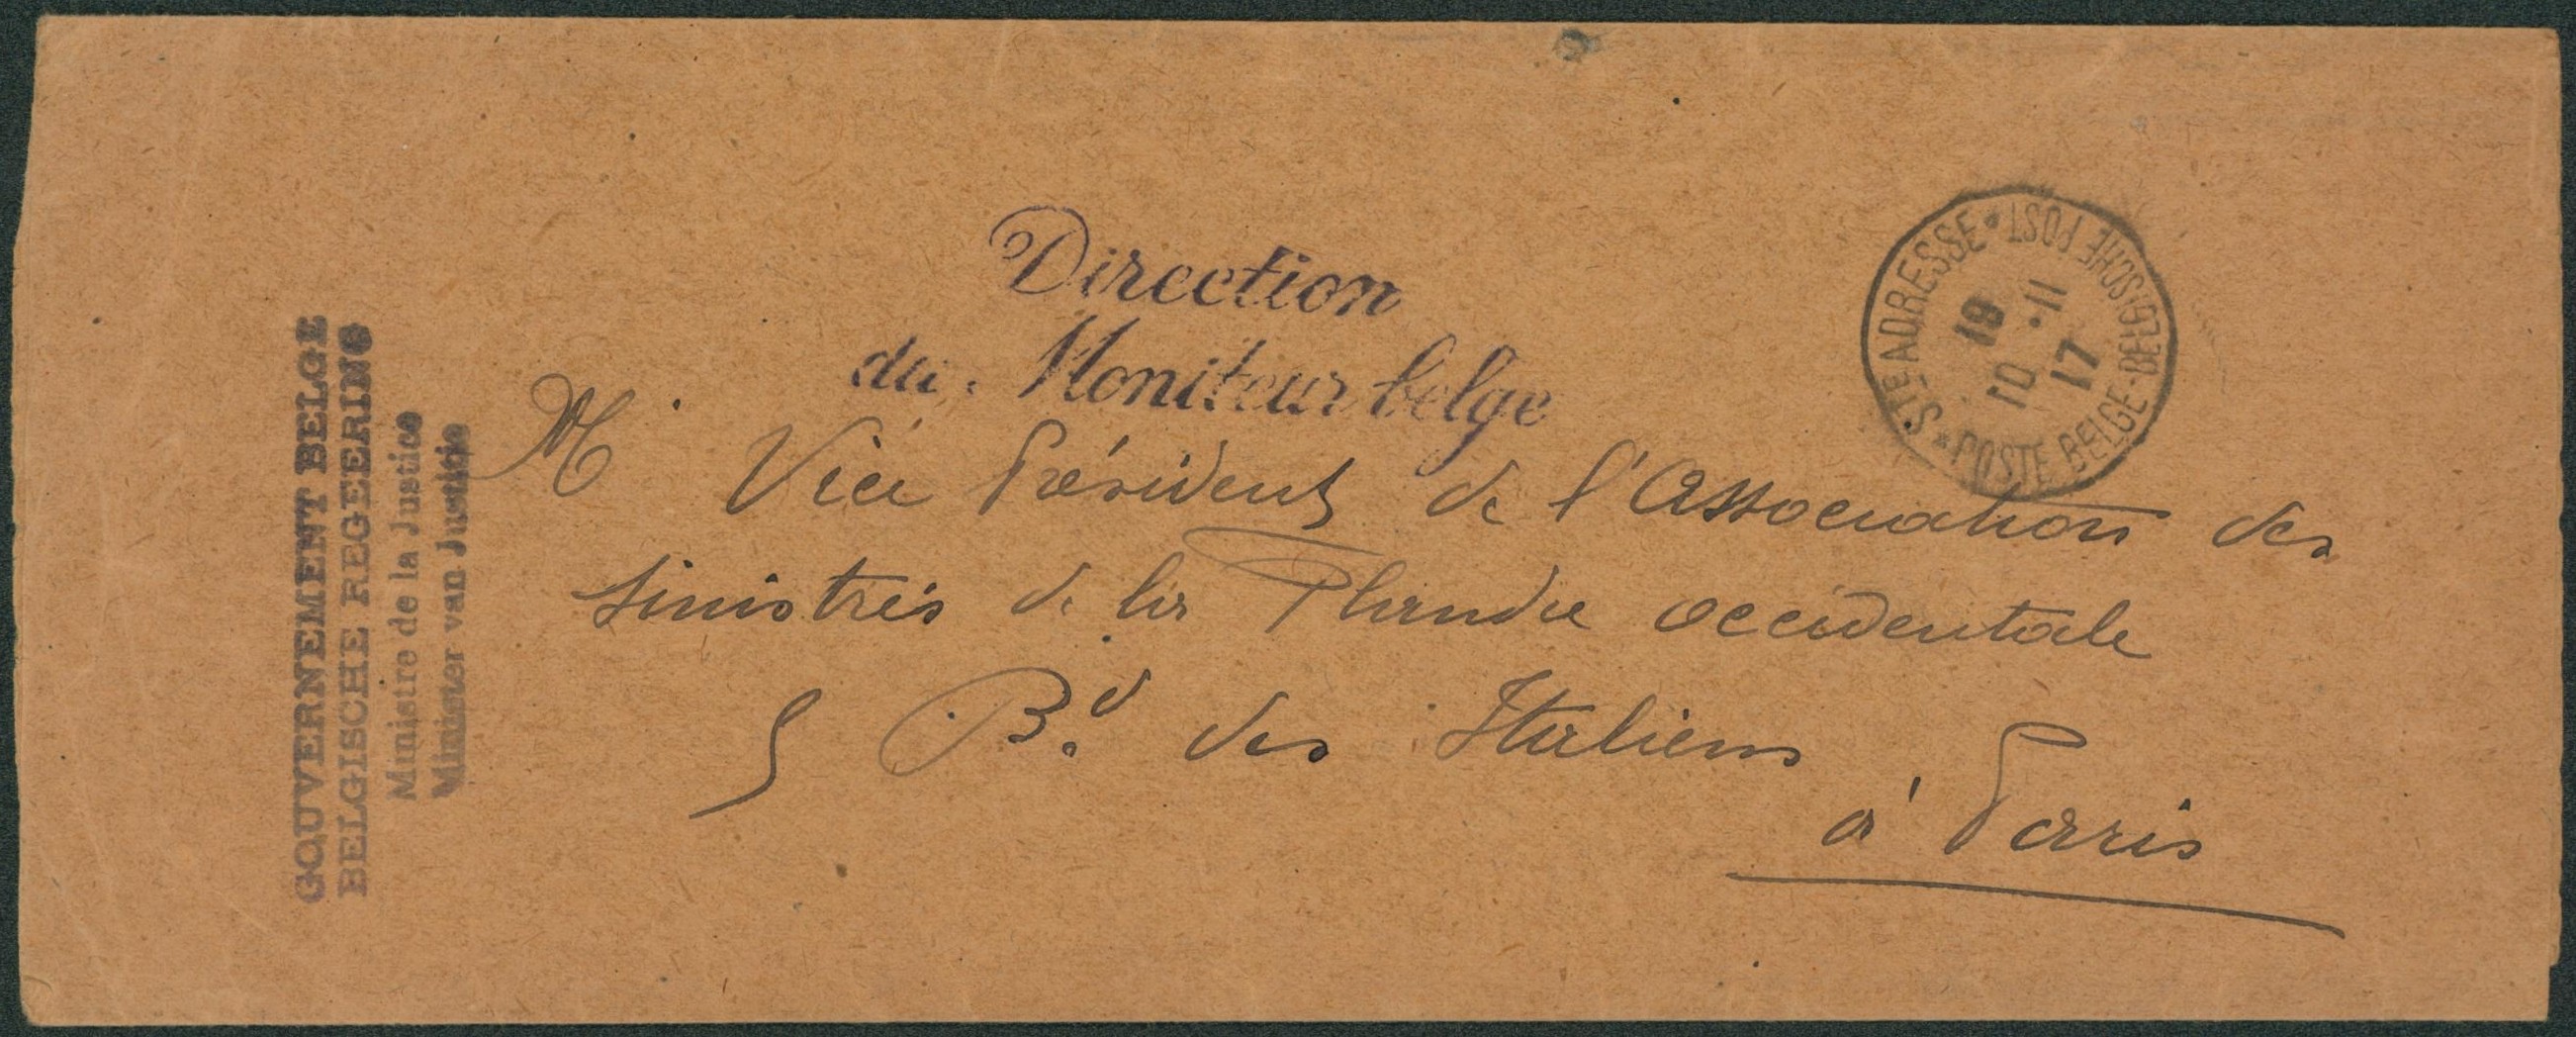 GOUVERNEMENT BELGE
BELGISCHE REGEERING
Ministre de la Justice
Minister van Justitie
Direction
du Moniteur belge
STE ADRESSE * POSTE BELGE-BELGISCHE POST *
19
10 - 11
17
M Vice Président de l'Association des
sinistrés de la Flandre occidentale
5 Bd. des Italiens
à Paris